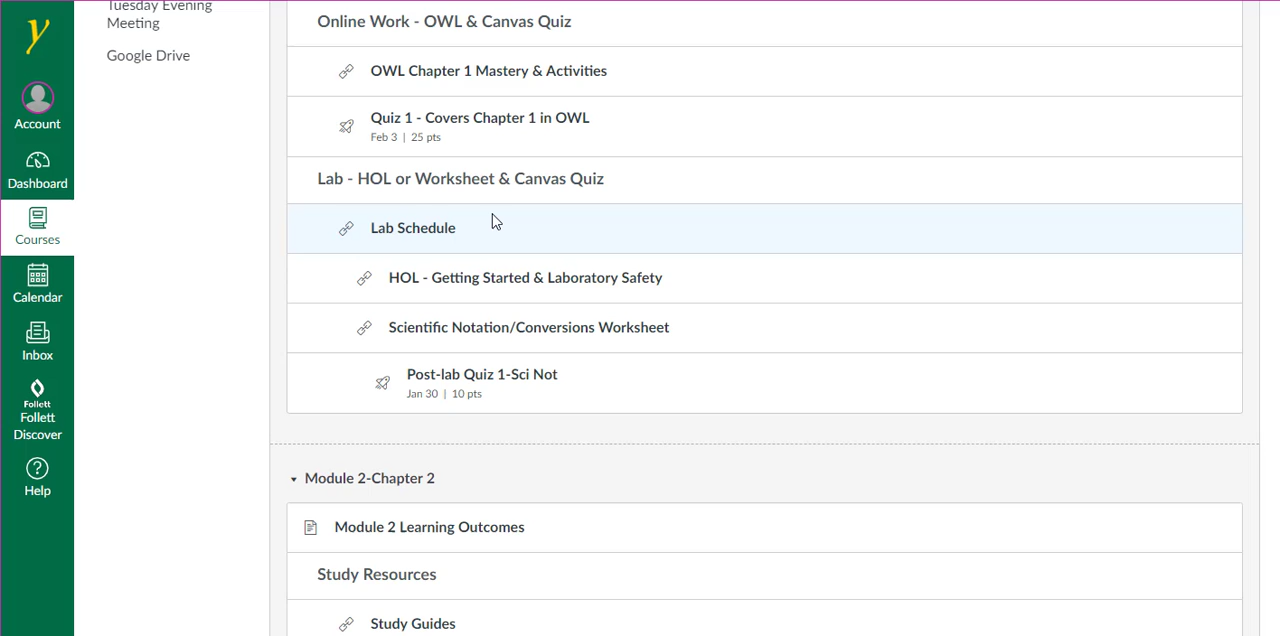 y
Account
Dashboard
Courses
Calendar
Inbox
Follett
Follett
Discover
Help
Tuesday Evening
Meeting
Google Drive
Online Work - OWL & Canvas Quiz
OWL Chapter 1 Mastery & Activities
Quiz 1 - Covers Chapter 1 in OWL
Feb 3 | 25 pts
Lab - HOL or Worksheet & Canvas Quiz
Lab Schedule
HOL - Getting Started & Laboratory Safety
Scientific Notation/Conversions Worksheet
Post-lab Quiz 1-Sci Not
Jan 30 | 10 pts
Module 2-Chapter 2
Module 2 Learning Outcomes
Study Resources
Study Guides